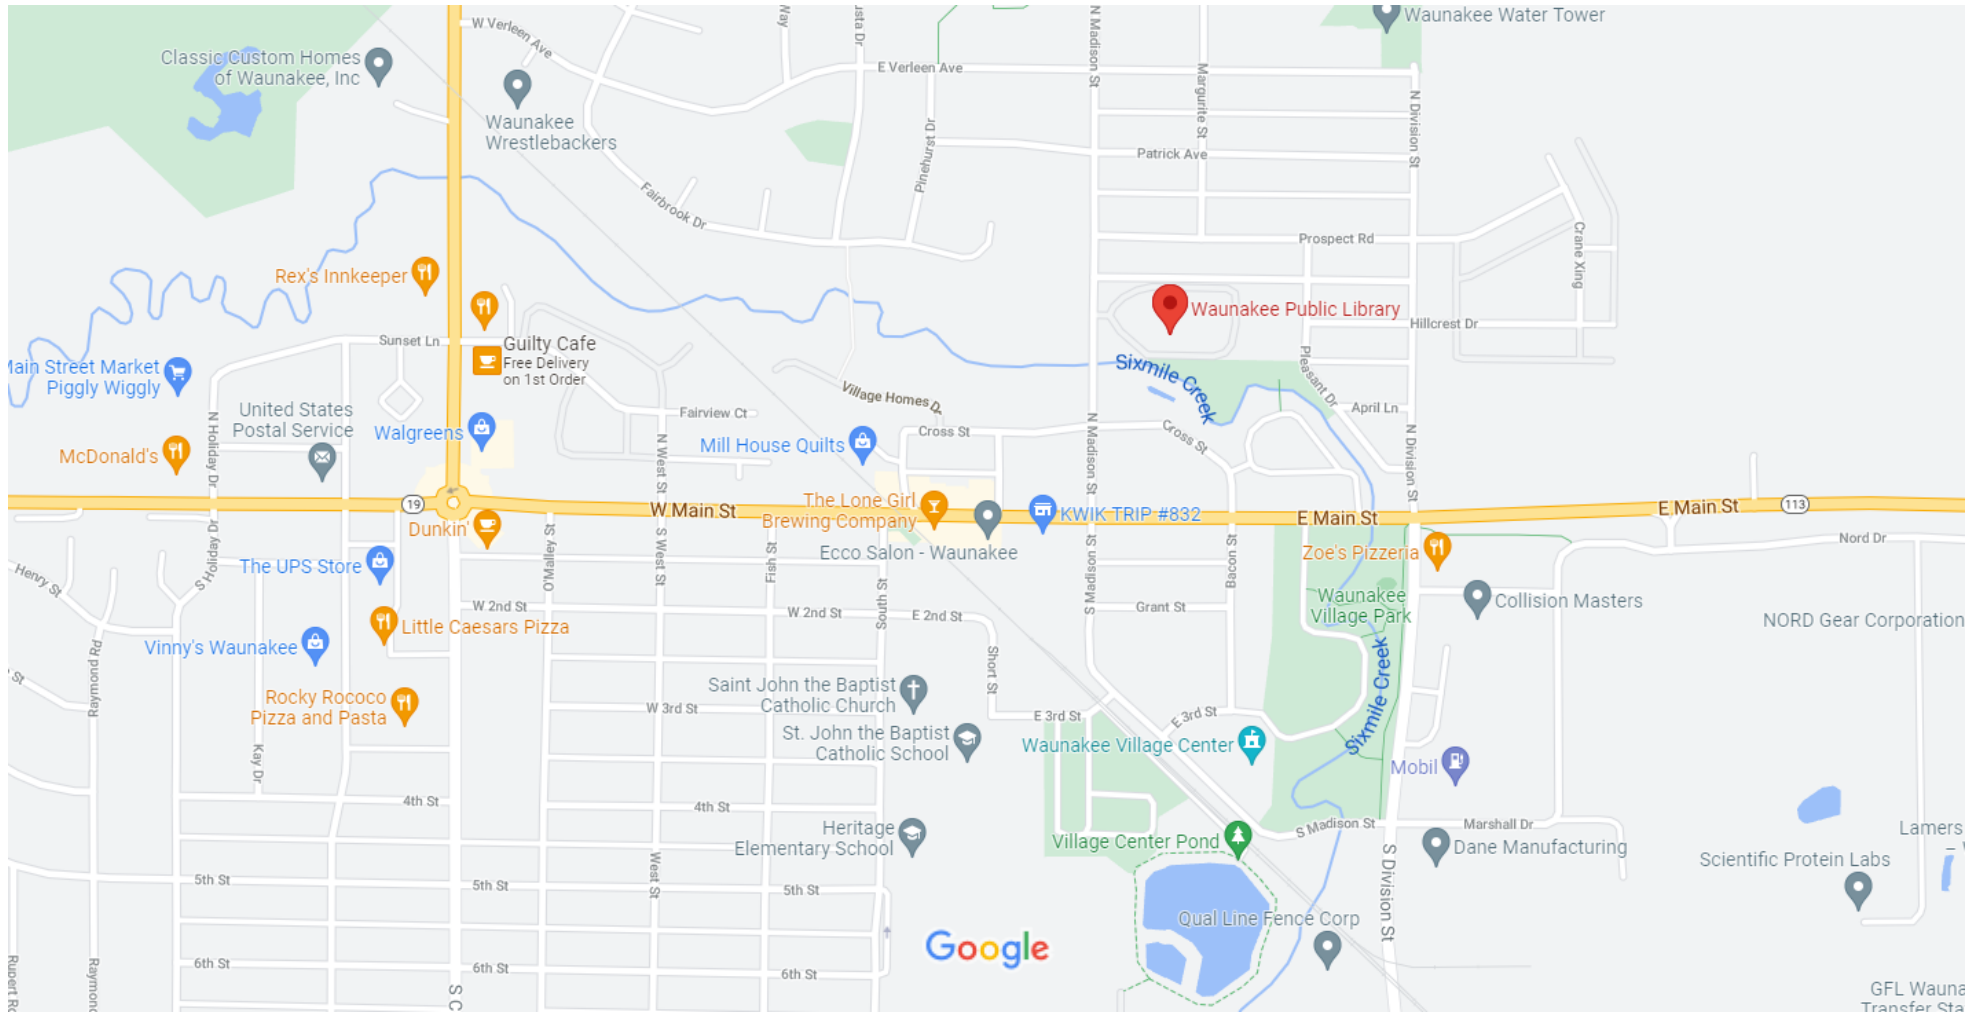 Waunakee Water Tower
W Verleen Ave
Classic Custom Homes
of Waunakee, Inc
E Verleen Ave
N Madison St
Margurite St
N Division St
Waunakee
Wrestlebackers
Pinehurst Dr
Patrick Ave
Fairbrook Dr
Prospect Rd
Crane Xing
Rex's Innkeeper
Waunakee Public Library
Hillcrest Dr
Sunset Ln
Guilty Cafe
Free Delivery
on 1st Order
Main Street Market
Piggly Wiggly
Sixmile Creek
Pleasant Dr
Village Homes Dr
April Ln
United States
Postal Service
N Holiday Dr
Walgreens
Fairview Ct
Cross St
Cross St
Mill House Quilts
McDonald's
N West St
N Madison St
N Division St
19
W Main St
The Lone Girl
Brewing Company
KWIK TRIP #832
E Main St
E Main St
113
Dunkin'
Ecco Salon - Waunakee
Zoe's Pizzeria
Nord Dr
The UPS Store
S Holiday Dr
Henry St
O'Malley St
S West St
Fish St
South St
S Madison St
Bacon St
Waunakee
Village Park
Collision Masters
W 2nd St
W 2nd St
E 2nd St
Grant St
NORD Gear Corporation
Little Caesars Pizza
Vinny's Waunakee
St
Raymond Rd
Short St
Sixmile Creek
Saint John the Baptist
Catholic Church
Rocky Rococo
Pizza and Pasta
W 3rd St
E 3rd St
E 3rd St
St. John the Baptist
Catholic School
Waunakee Village Center
Kay Dr
Mobil
4th St
4th St
Heritage
Elementary School
Village Center Pond
S Madison St
Marshall Dr
Dane Manufacturing
Lamers
Scientific Protein Labs
West St
5th St
5th St
5th St
S Division St
Qual Line Fence Corp
Google
6th St
6th St
6th St
Rupert Rd
Raymond
S C
GFL Wauna
Transfer Sta